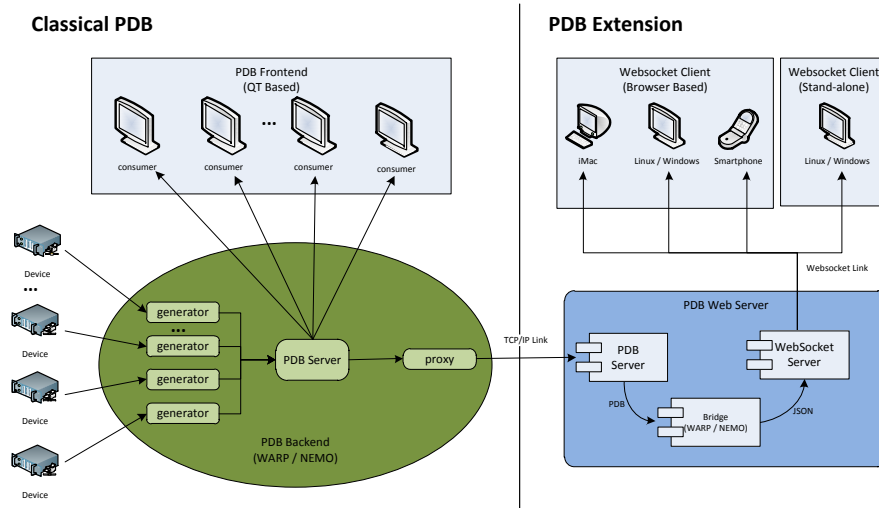 Classical PDB
PDB Frontend
(QT Based)
...
consumer
consumer
consumer
consumer
Device
...
Device
Device
Device
generator
...
generator
generator
generator
PDB Server
proxy
PDB Backend
(WARP / NEMO)
TCP/IP Link
PDB Extension
Websocket Client
(Browser Based)
iMac
Linux / Windows
Smartphone
Websocket Client
(Stand-alone)
Linux / Windows
Websocket Link
PDB Web Server
PDB
Server
WebSocket
Server
PDB
Bridge
(WARP / NEMO)
JSON